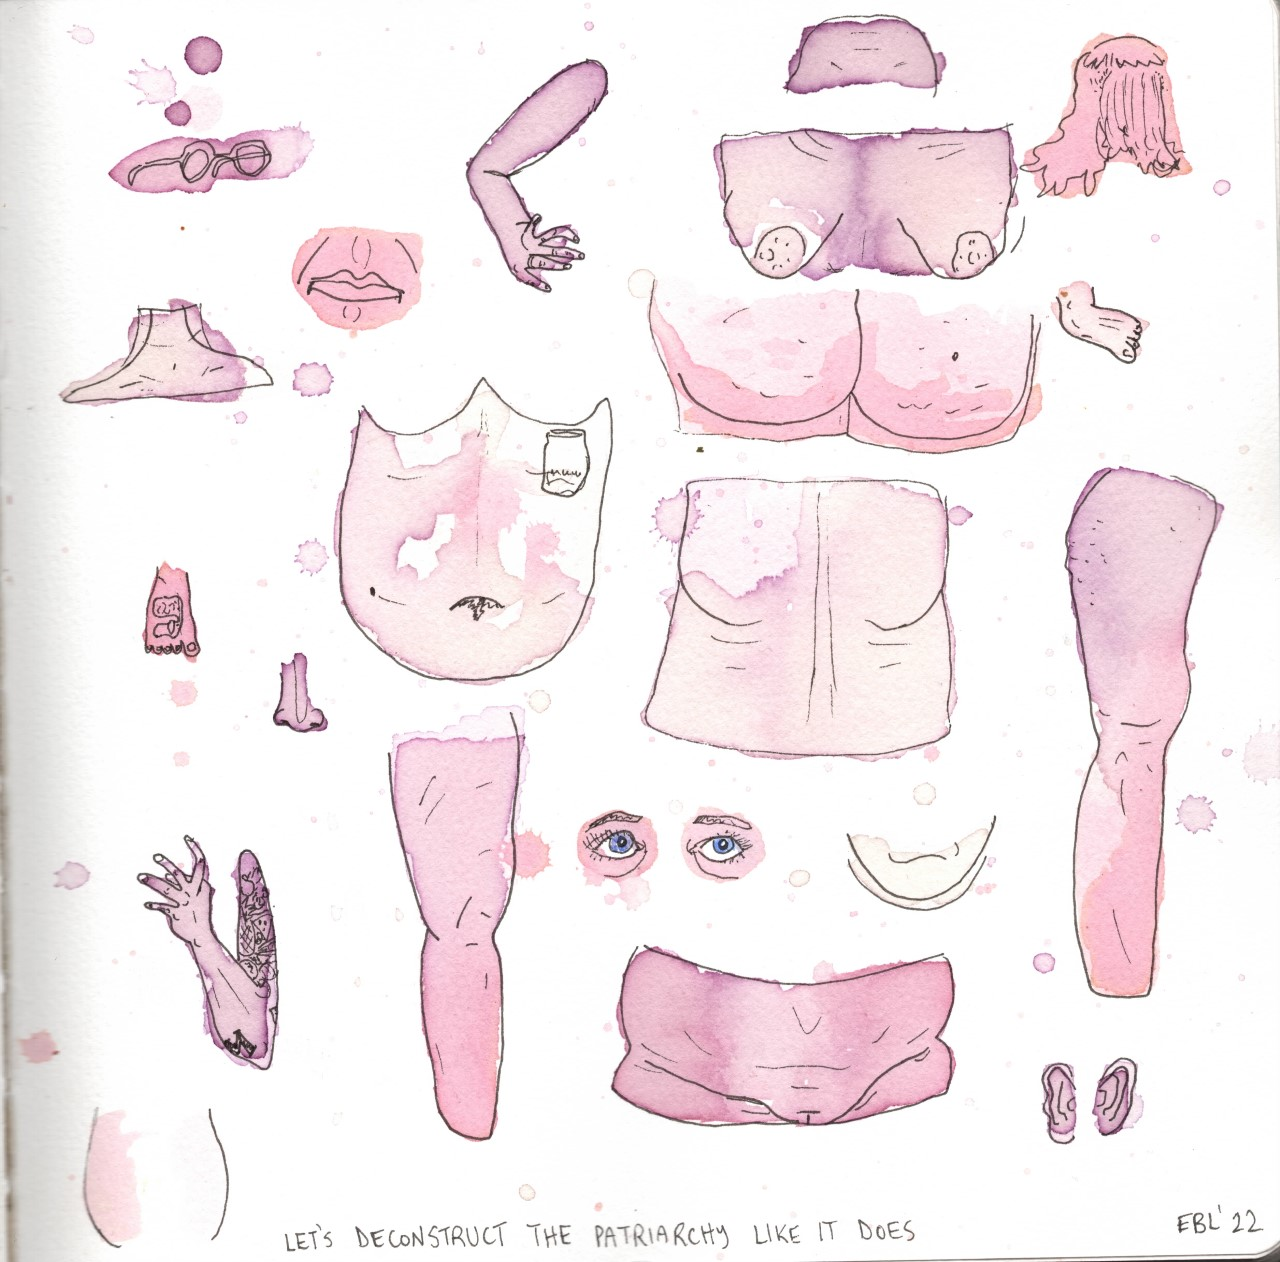 LET'S DECONSTRUCT THE PATRIARCHY LIKE IT DOES
EBL' 22